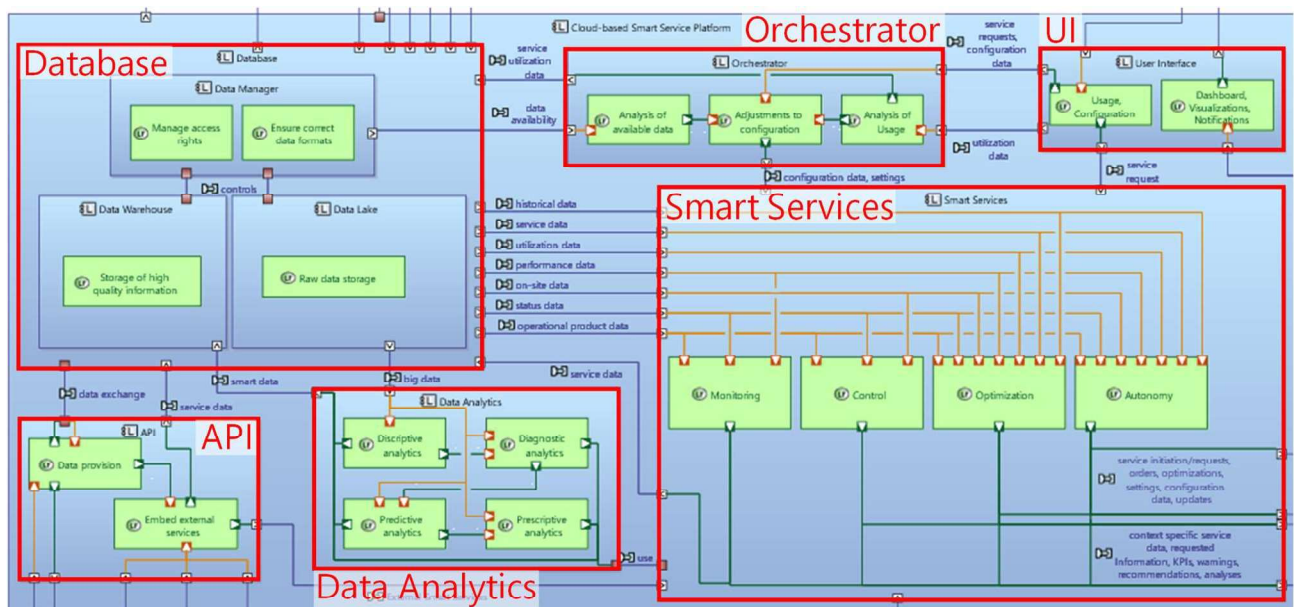 Cloud-based Smart Service Platform
Database
Database
Data Manager
Manage access
rights
Ensure correct
data formats
controls
Data Warehouse
Storage of high
quality information
Data Lake
Raw data storage
service
utilization
data
data
availability
Orchestrator
Orchestrator
Analysis of
available data
Adjustments to
configuration
Analysis of
Usage
configuration data, settings
service
requests,
configuration
data
utilization
data
UI
User Interface
Usage,
Configuration
Dashboard,
Visualizations,
Notifications
service
request
historical data
service data
utilization data
performance data
on-site data
status data
operational product data
service data
Smart Services
Smart Services
Monitoring
Control
Optimization
Autonomy
service initiation/requests,
orders, optimizations,
settings, configuration
data, updates
context specific service
data, requested
Information, KPIs, warnings,
recommendations, analyses
data exchange
service data
smart data
big data
API
API
Data provision
Embed external
services
Data Analytics
Discriptive
analytics
Diagnostic
analytics
Predictive
analytics
Prescriptive
analytics
use
Data Analytics